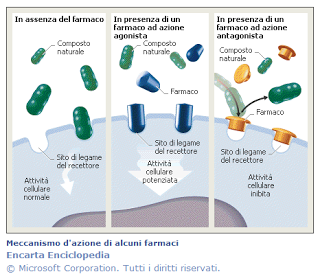 In assenza del farmaco
Composto
naturale
Sito di legame
del recettore
Attività
cellulare
normale
In presenza di un
farmaco ad azione
agonista
Composto
naturale
Farmaco
Sito di legame
del recettore
Attività
cellulare
potenziata
In presenza di un
farmaco ad azione
antagonista
Composto
naturale
Farmaco
Sito di legame
del recettore
Attività
cellulare
inibita
Meccanismo d'azione di alcuni farmaci
Encarta Enciclopedia
© Microsoft Corporation. Tutti i diritti riservati.